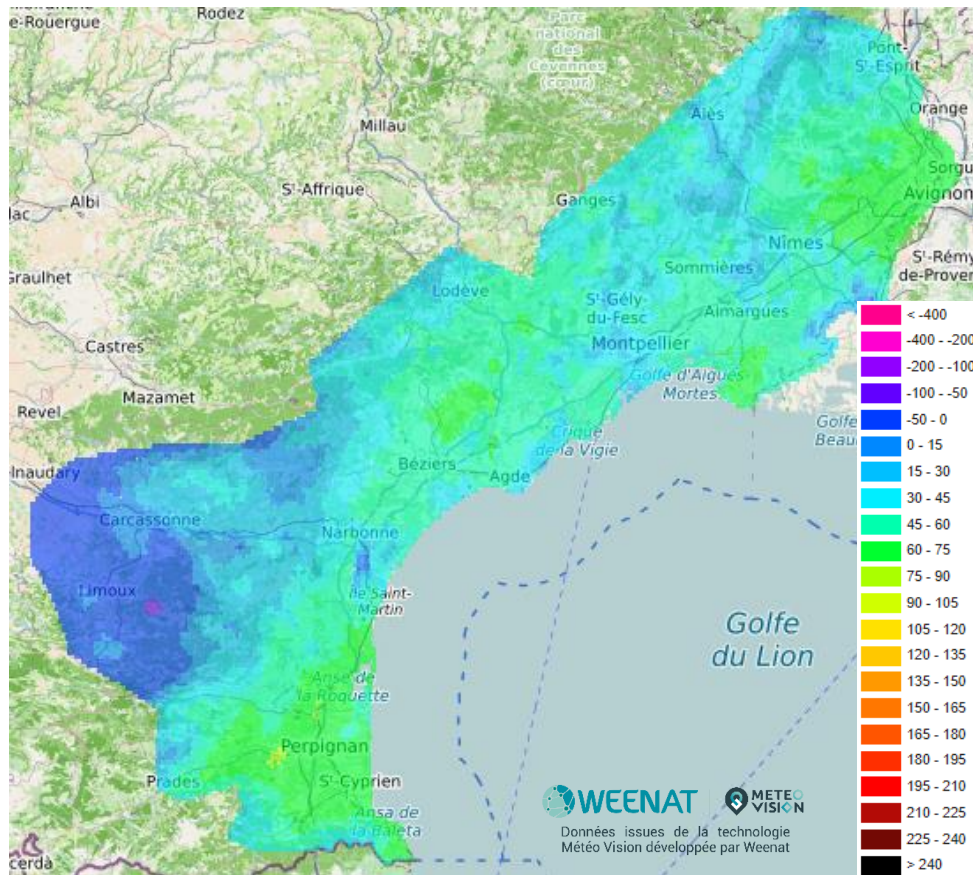 e-Rouergue
Rodez
Parc
national
des
Cévennes
(cœur)
Pont-
St-Esprit
Orange
Alès
Millau
St-Affrique
Albi
Ganges
Sorgu
Avignon
Nîmes
St-Rémy
de-Proven
Graulhet
Sommières
Lodève
St-Gély-
du-Fesc
Aimargues
Montpellier
Castres
Golfe d'Aigues
Mortes
Mazamet
Revel
Crique
de la Vigie
Golfe
Beau
Béziers
Agde
-lnaudary
Carcassonne
Narbonne
Limoux
Île Saint-
Martin
Golfe
du Lion
Anse de
la Roquette
Perpignan
Prades
St-Cyprien
Ansa de
la Baleta
cerdà
< -400
-400 - -200
-200 - -100
-100 - -50
-50 - 0
0 - 15
15 - 30
30 - 45
45 - 60
60 - 75
75 - 90
90 - 105
105 - 120
120 - 135
135 - 150
150 - 165
165 - 180
180 - 195
195 - 210
210 - 225
225 - 240
> 240
WEENAT
METEO
VISION
Données issues de la technologie
Météo Vision développée par Weenat